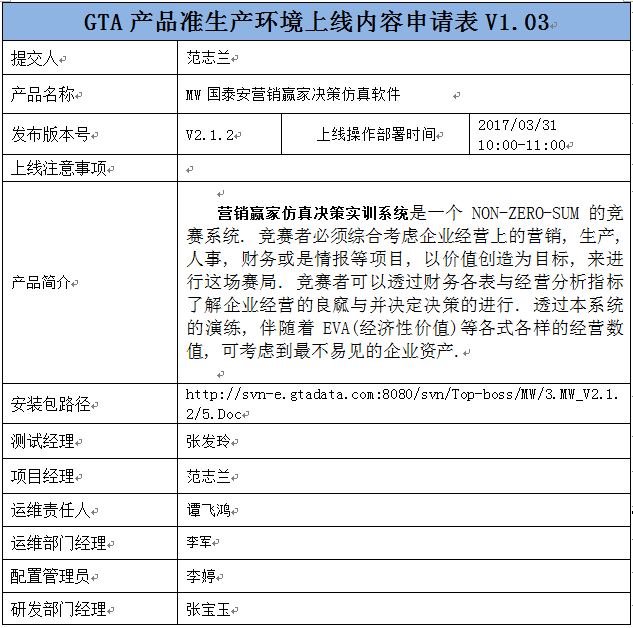 GTA 产品准生产环境上线内容申请表 V1.03
提交人
范志兰
产品名称
MW 国泰安营销赢家决策仿真软件
发布版本号
V2.1.2
上线操作部署时间
2017/03/31
10:00-11:00
上线注意事项
产品简介
营销赢家仿真决策实训系统是一个 NON-ZERO-SUM 的竞
赛系统. 竞赛者必须综合考虑企业经营上的营销, 生产,
人事, 财务或是情报等项目, 以价值创造为目标, 来进
行这场赛局. 竞赛者可以透过财务各表与经营分析指标
了解企业经营的良窳与并决定决策的进行. 透过本系统
的演练, 伴随着 EVA(经济性价值)等各式各样的经营数
值, 可考虑到最不易见的企业资产.
安装包路径
http://svn-e.gtadata.com:8080/svn/Top-boss/MW/3.MW_V2.1.
2/5.Doc
测试经理
张发玲
项目经理
范志兰
运维责任人
谭飞鸿
运维部门经理
李军
配置管理员
李婷
研发部门经理
张宝玉